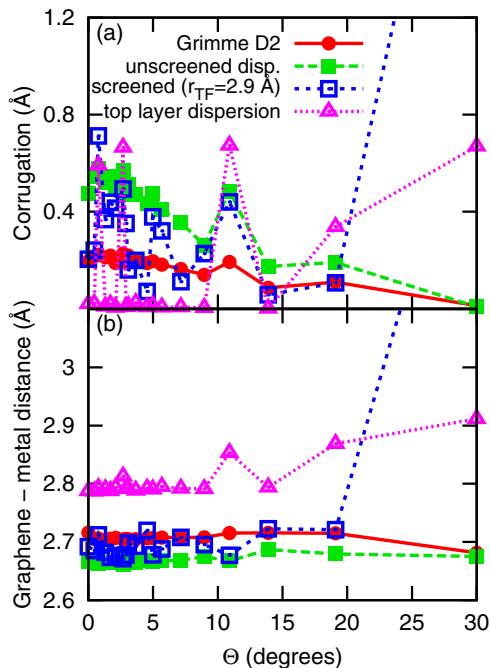 (a)
Grimme D2
unscreened disp.
screened (r_TF=2.9 Å)
top layer dispersion
Corrugation (Å)
1.2
0.8
0.4
(b)
Graphene – metal distance (Å)
3
2.9
2.8
2.7
2.6
0 5 10 15 20 25 30
Θ (degrees)